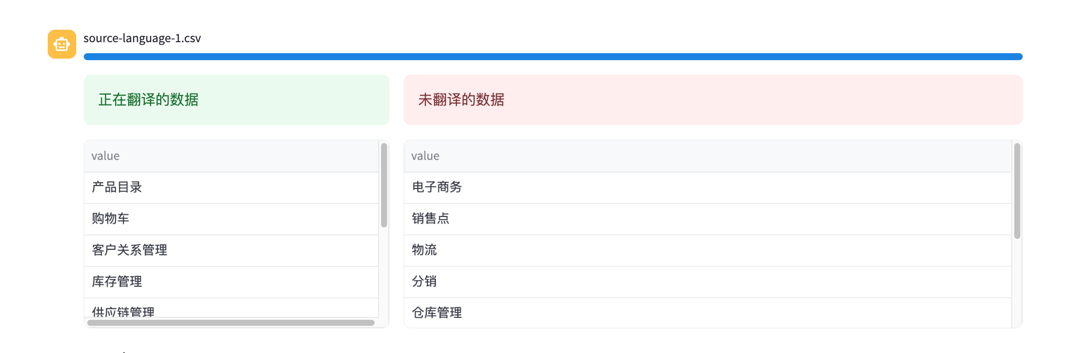 source-language-1.csv
正在翻译的数据
未翻译的数据
value
产品目录
购物车
客户关系管理
库存管理
供应链管理
value
电子商务
销售点
物流
分销
仓库管理